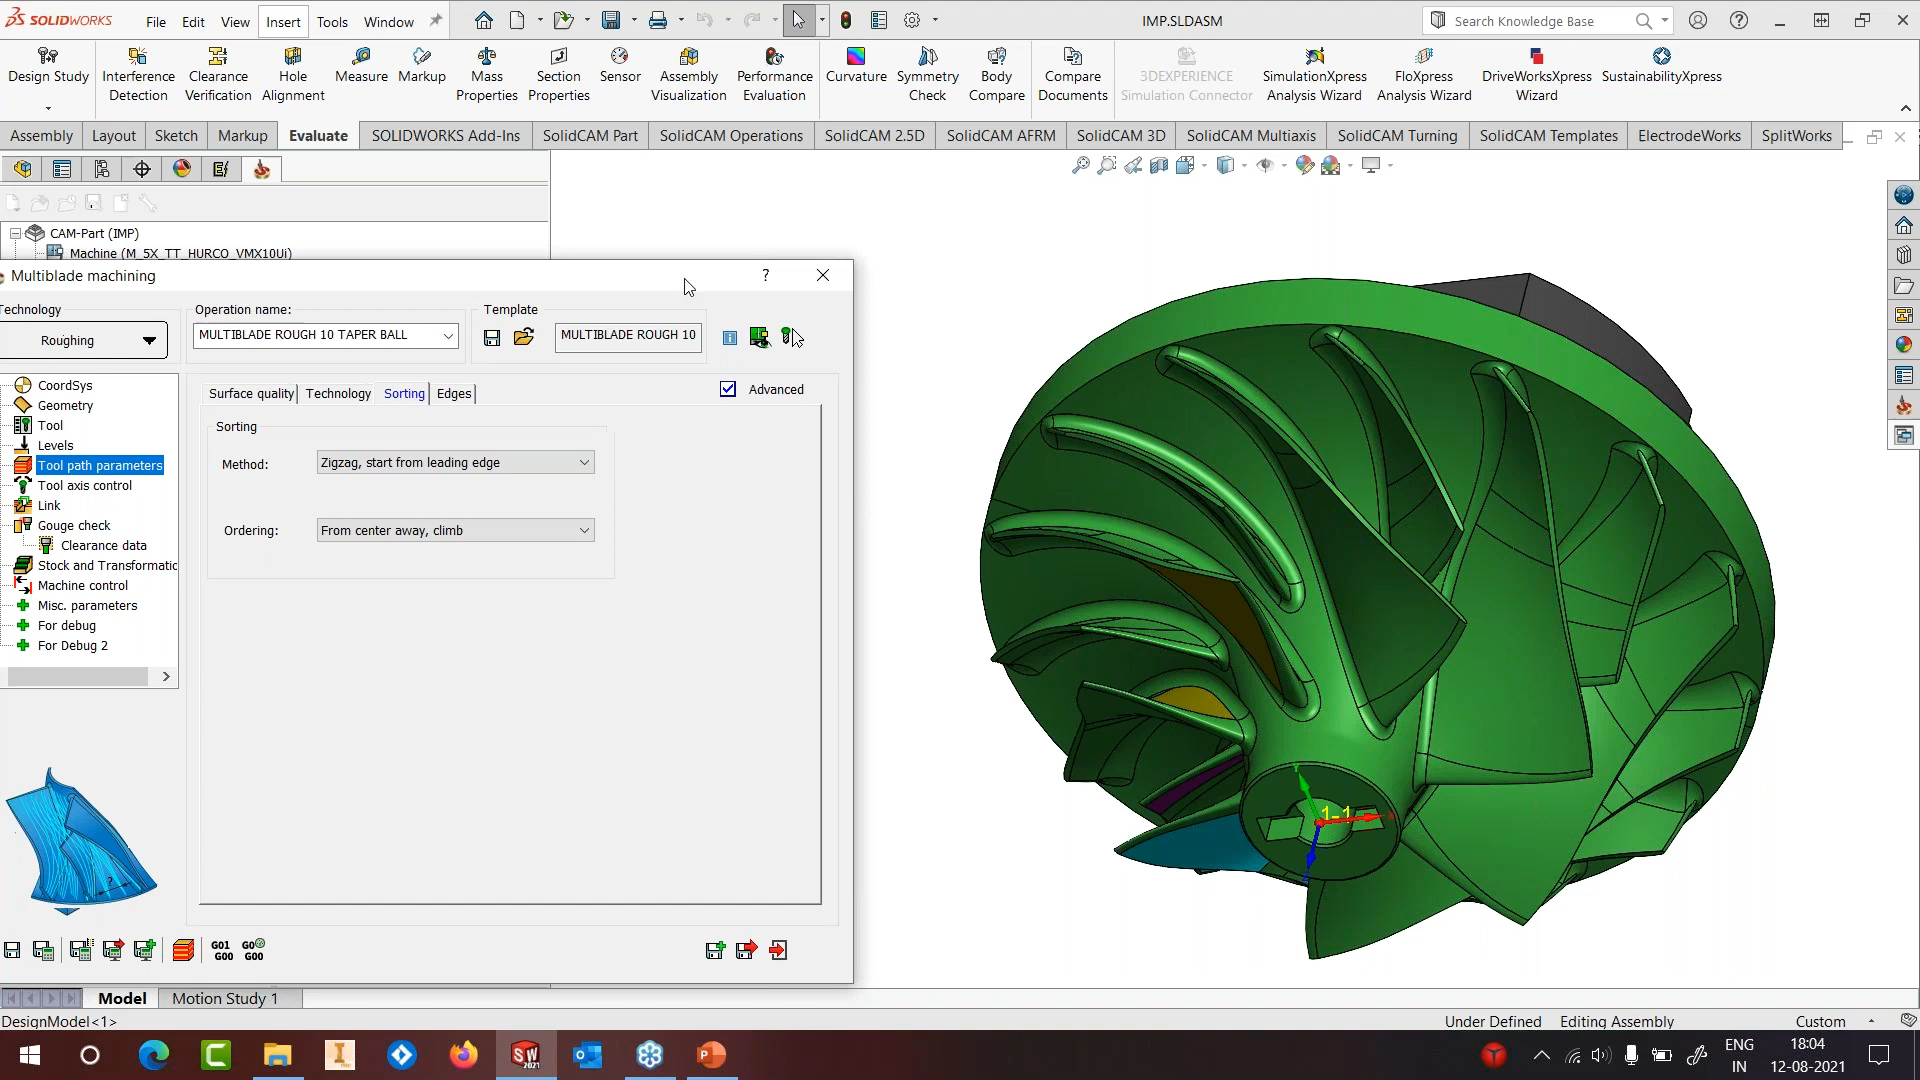 SOLIDWORKS File Edit View Insert Tools Window IMP.SLDASM Search Knowledge Base
Design Study Interference Detection Clearance Verification Hole Alignment Measure Markup Mass Properties Section Properties Sensor Assembly Visualization Performance Evaluation Curvature Symmetry Check Body Compare Compare Documents 3DEXPERIENCE Simulation Connector SimulationXpress Analysis Wizard FloXpress Analysis Wizard DriveWorksXpress Wizard SustainabilityXpress
Assembly Layout Sketch Markup Evaluate SOLIDWORKS Add-Ins SolidCAM Part SolidCAM Operations SolidCAM 2.5D SolidCAM AFRM SolidCAM 3D SolidCAM Multiaxis SolidCAM Turning SolidCAM Templates ElectrodeWorks SplitWorks
CAM-Part (IMP)
Machine (M_5X_TT_HURCO_VMX10Ui)
Multiblade machining ?
Technology Operation name: Template
Roughing MULTIBLADE ROUGH 10 TAPER BALL MULTIBLADE ROUGH 10
CoordSys
Geometry
Tool
Levels
Tool path parameters
Tool axis control
Link
Gouge check
Clearance data
Stock and Transformatic
Machine control
Misc. parameters
For debug
For Debug 2
Surface quality Technology Sorting Edges Advanced
Sorting
Method: Zigzag, start from leading edge
Ordering: From center away, climb
G01 G00 G0 G00
1-1
Model Motion Study 1
DesignModel<1> Under Defined Editing Assembly Custom
SW 2021
ENG IN
18:04
12-08-2021